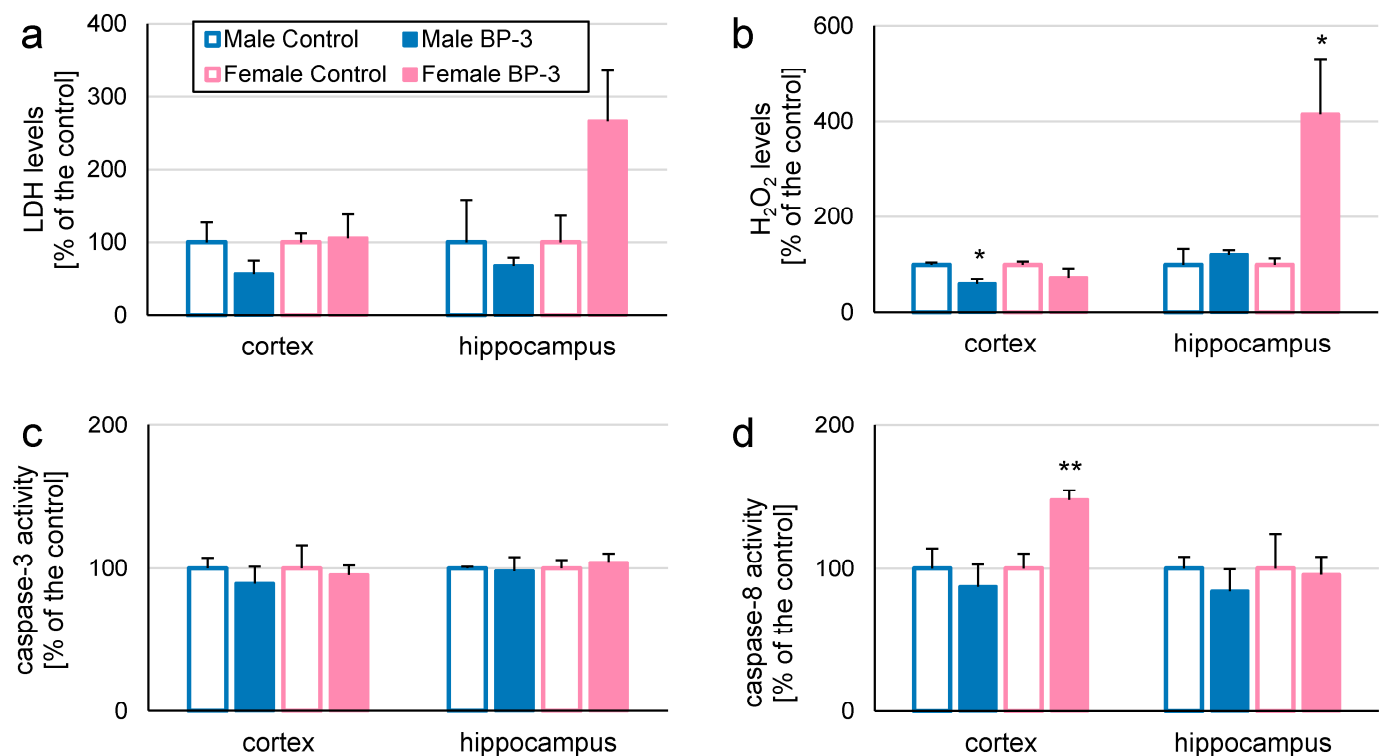 a
400
300
200
100
0
LDH levels
[% of the control]
Male Control Male BP-3
Female Control Female BP-3
cortex hippocampus
b
600
400
200
0
H₂O₂ levels
[% of the control]
*
*
cortex hippocampus
c
200
100
0
caspase-3 activity
[% of the control]
cortex hippocampus
d
200
100
0
caspase-8 activity
[% of the control]
**
cortex hippocampus